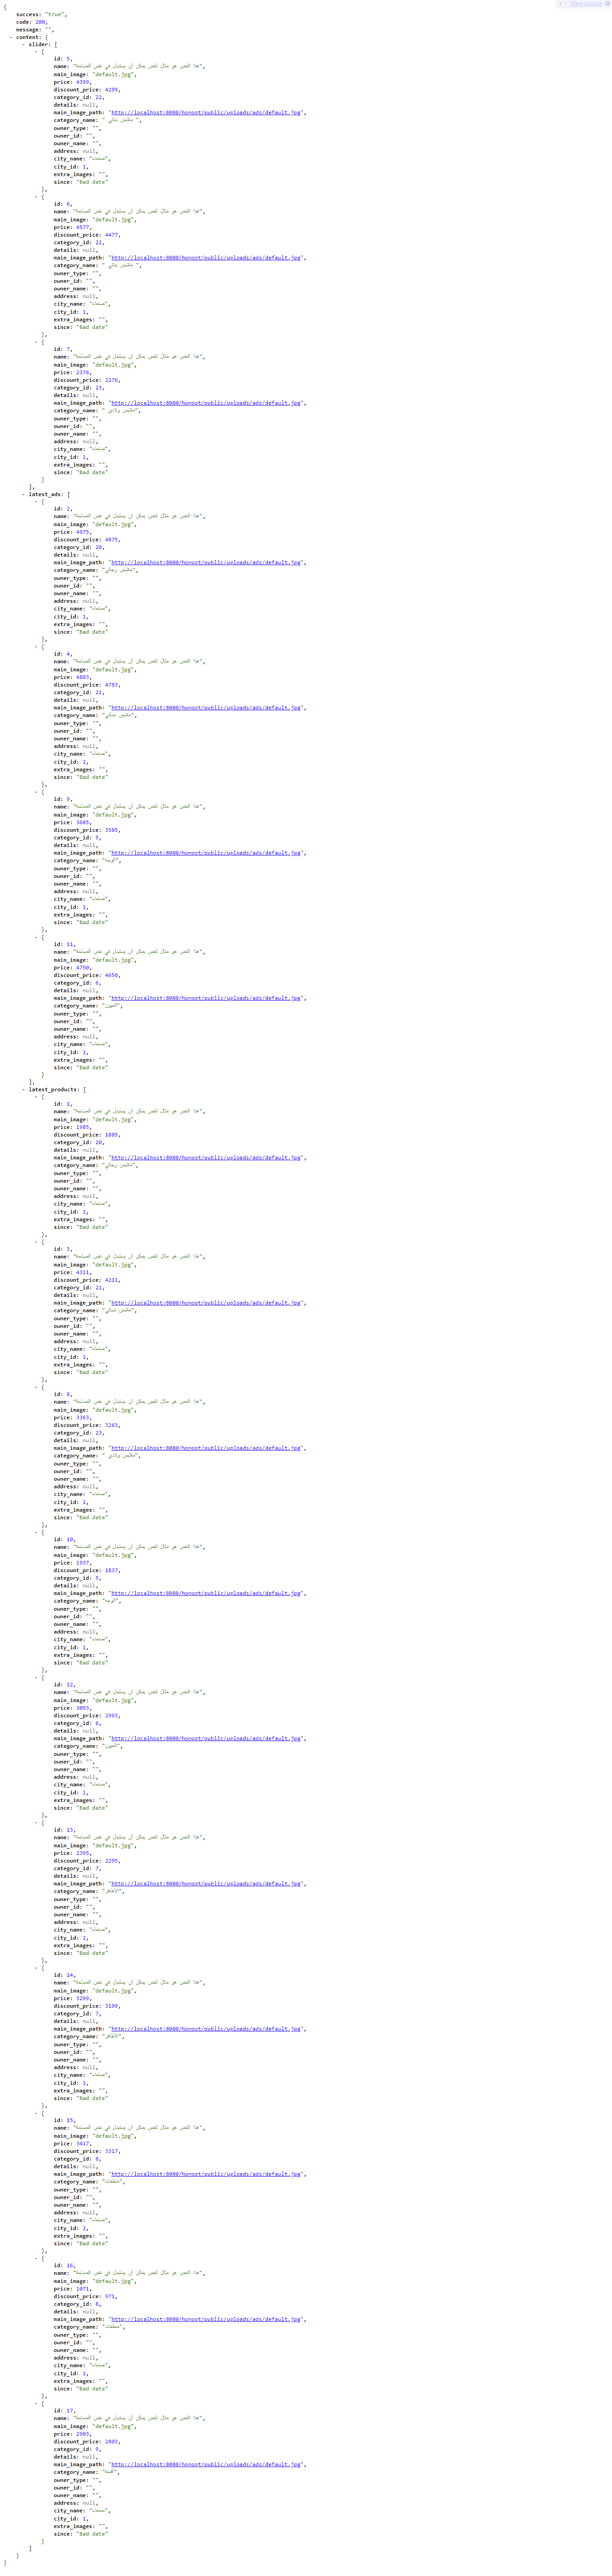 + - View source
{
success: "true",
code: 200,
message: "",
- content: {
- slider: [
- {
id: 5,
name: "هذا النص هو مثال لنص يمكن أن يستبدل في نفس المساحة",
main_image: "default.jpg",
price: 4399,
discount_price: 4299,
category_id: 22,
details: null,
main_image_path: "http://localhost:8080/honoot/public/uploads/ads/default.jpg",
category_name: " ملابس بناتي ",
owner_type: "",
owner_id: "",
owner_name: "",
address: null,
city_name: "صنعاء",
city_id: 1,
extra_images: "",
since: "Bad date"
},
- {
id: 6,
name: "هذا النص هو مثال لنص يمكن أن يستبدل في نفس المساحة",
main_image: "default.jpg",
price: 4577,
discount_price: 4477,
category_id: 22,
details: null,
main_image_path: "http://localhost:8080/honoot/public/uploads/ads/default.jpg",
category_name: " ملابس بناتي ",
owner_type: "",
owner_id: "",
owner_name: "",
address: null,
city_name: "صنعاء",
city_id: 1,
extra_images: "",
since: "Bad date"
},
- {
id: 7,
name: "هذا النص هو مثال لنص يمكن أن يستبدل في نفس المساحة",
main_image: "default.jpg",
price: 2376,
discount_price: 2276,
category_id: 23,
details: null,
main_image_path: "http://localhost:8080/honoot/public/uploads/ads/default.jpg",
category_name: " ملابس ولادي",
owner_type: "",
owner_id: "",
owner_name: "",
address: null,
city_name: "صنعاء",
city_id: 1,
extra_images: "",
since: "Bad date"
}
],
- latest_ads: [
- {
id: 2,
name: "هذا النص هو مثال لنص يمكن أن يستبدل في نفس المساحة",
main_image: "default.jpg",
price: 4975,
discount_price: 4875,
category_id: 20,
details: null,
main_image_path: "http://localhost:8080/honoot/public/uploads/ads/default.jpg",
category_name: "ملابس رجالي",
owner_type: "",
owner_id: "",
owner_name: "",
address: null,
city_name: "صنعاء",
city_id: 1,
extra_images: "",
since: "Bad date"
},
- {
id: 4,
name: "هذا النص هو مثال لنص يمكن أن يستبدل في نفس المساحة",
main_image: "default.jpg",
price: 4883,
discount_price: 4783,
category_id: 21,
details: null,
main_image_path: "http://localhost:8080/honoot/public/uploads/ads/default.jpg",
category_name: "ملابس نسائي",
owner_type: "",
owner_id: "",
owner_name: "",
address: null,
city_name: "صنعاء",
city_id: 1,
extra_images: "",
since: "Bad date"
},
- {
id: 9,
name: "هذا النص هو مثال لنص يمكن أن يستبدل في نفس المساحة",
main_image: "default.jpg",
price: 3685,
discount_price: 3585,
category_id: 5,
details: null,
main_image_path: "http://localhost:8080/honoot/public/uploads/ads/default.jpg",
category_name: "الوجه",
owner_type: "",
owner_id: "",
owner_name: "",
address: null,
city_name: "صنعاء",
city_id: 1,
extra_images: "",
since: "Bad date"
},
- {
id: 11,
name: "هذا النص هو مثال لنص يمكن أن يستبدل في نفس المساحة",
main_image: "default.jpg",
price: 4750,
discount_price: 4650,
category_id: 6,
details: null,
main_image_path: "http://localhost:8080/honoot/public/uploads/ads/default.jpg",
category_name: "العيون",
owner_type: "",
owner_id: "",
owner_name: "",
address: null,
city_name: "صنعاء",
city_id: 1,
extra_images: "",
since: "Bad date"
}
],
- latest_products: [
- {
id: 1,
name: "هذا النص هو مثال لنص يمكن أن يستبدل في نفس المساحة",
main_image: "default.jpg",
price: 1985,
discount_price: 1885,
category_id: 20,
details: null,
main_image_path: "http://localhost:8080/honoot/public/uploads/ads/default.jpg",
category_name: "ملابس رجالي",
owner_type: "",
owner_id: "",
owner_name: "",
address: null,
city_name: "صنعاء",
city_id: 1,
extra_images: "",
since: "Bad date"
},
- {
id: 3,
name: "هذا النص هو مثال لنص يمكن أن يستبدل في نفس المساحة",
main_image: "default.jpg",
price: 4311,
discount_price: 4211,
category_id: 21,
details: null,
main_image_path: "http://localhost:8080/honoot/public/uploads/ads/default.jpg",
category_name: "ملابس نسائي",
owner_type: "",
owner_id: "",
owner_name: "",
address: null,
city_name: "صنعاء",
city_id: 1,
extra_images: "",
since: "Bad date"
},
- {
id: 8,
name: "هذا النص هو مثال لنص يمكن أن يستبدل في نفس المساحة",
main_image: "default.jpg",
price: 3363,
discount_price: 3263,
category_id: 23,
details: null,
main_image_path: "http://localhost:8080/honoot/public/uploads/ads/default.jpg",
category_name: " ملابس ولادي",
owner_type: "",
owner_id: "",
owner_name: "",
address: null,
city_name: "صنعاء",
city_id: 1,
extra_images: "",
since: "Bad date"
},
- {
id: 10,
name: "هذا النص هو مثال لنص يمكن أن يستبدل في نفس المساحة",
main_image: "default.jpg",
price: 1937,
discount_price: 1837,
category_id: 5,
details: null,
main_image_path: "http://localhost:8080/honoot/public/uploads/ads/default.jpg",
category_name: "الوجه",
owner_type: "",
owner_id: "",
owner_name: "",
address: null,
city_name: "صنعاء",
city_id: 1,
extra_images: "",
since: "Bad date"
},
- {
id: 12,
name: "هذا النص هو مثال لنص يمكن أن يستبدل في نفس المساحة",
main_image: "default.jpg",
price: 3093,
discount_price: 2993,
category_id: 6,
details: null,
main_image_path: "http://localhost:8080/honoot/public/uploads/ads/default.jpg",
category_name: "العيون",
owner_type: "",
owner_id: "",
owner_name: "",
address: null,
city_name: "صنعاء",
city_id: 1,
extra_images: "",
since: "Bad date"
},
- {
id: 13,
name: "هذا النص هو مثال لنص يمكن أن يستبدل في نفس المساحة",
main_image: "default.jpg",
price: 2395,
discount_price: 2295,
category_id: 7,
details: null,
main_image_path: "http://localhost:8080/honoot/public/uploads/ads/default.jpg",
category_name: "الأظافر",
owner_type: "",
owner_id: "",
owner_name: "",
address: null,
city_name: "صنعاء",
city_id: 1,
extra_images: "",
since: "Bad date"
},
- {
id: 14,
name: "هذا النص هو مثال لنص يمكن أن يستبدل في نفس المساحة",
main_image: "default.jpg",
price: 3299,
discount_price: 3199,
category_id: 7,
details: null,
main_image_path: "http://localhost:8080/honoot/public/uploads/ads/default.jpg",
category_name: "الأظافر",
owner_type: "",
owner_id: "",
owner_name: "",
address: null,
city_name: "صنعاء",
city_id: 1,
extra_images: "",
since: "Bad date"
},
- {
id: 15,
name: "هذا النص هو مثال لنص يمكن أن يستبدل في نفس المساحة",
main_image: "default.jpg",
price: 3417,
discount_price: 3317,
category_id: 8,
details: null,
main_image_path: "http://localhost:8080/honoot/public/uploads/ads/default.jpg",
category_name: "منظفات",
owner_type: "",
owner_id: "",
owner_name: "",
address: null,
city_name: "صنعاء",
city_id: 1,
extra_images: "",
since: "Bad date"
},
- {
id: 16,
name: "هذا النص هو مثال لنص يمكن أن يستبدل في نفس المساحة",
main_image: "default.jpg",
price: 1071,
discount_price: 971,
category_id: 8,
details: null,
main_image_path: "http://localhost:8080/honoot/public/uploads/ads/default.jpg",
category_name: "منظفات",
owner_type: "",
owner_id: "",
owner_name: "",
address: null,
city_name: "صنعاء",
city_id: 1,
extra_images: "",
since: "Bad date"
},
- {
id: 17,
name: "هذا النص هو مثال لنص يمكن أن يستبدل في نفس المساحة",
main_image: "default.jpg",
price: 2903,
discount_price: 2803,
category_id: 9,
details: null,
main_image_path: "http://localhost:8080/honoot/public/uploads/ads/default.jpg",
category_name:
owner_type: "",
owner_id: "",
owner_name: "",
address: null,
city_name: "صنعاء",
city_id: 1,
extra_images: "",
since: "Bad date"
}
]
}
}